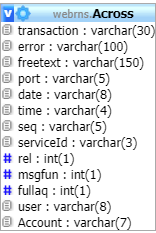 V webrns.Across
transaction : varchar(30)
error : varchar(100)
freetext : varchar(150)
port : varchar(5)
date : varchar(8)
time : varchar(4)
seq : varchar(5)
serviceId : varchar(3)
# rel : int(1)
# msgfun : int(1)
# fullaq : int(1)
user : varchar(8)
Account : varchar(7)